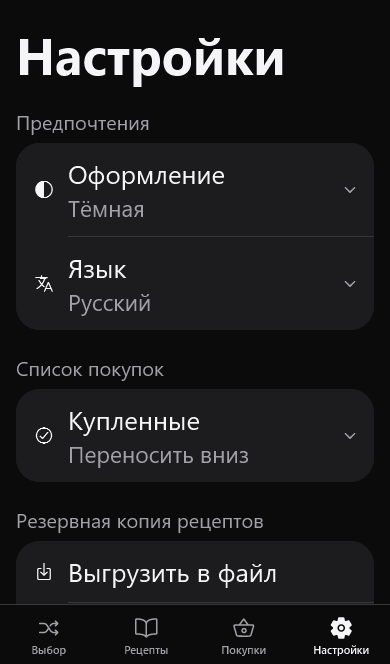 Настройки
Предпочтения
Оформление
Тёмная
Язык
Русский
Список покупок
Купленные
Переносить вниз
Резервная копия рецептов
Выгрузить в файл
Выбор
Рецепты
Покупки
Настройки